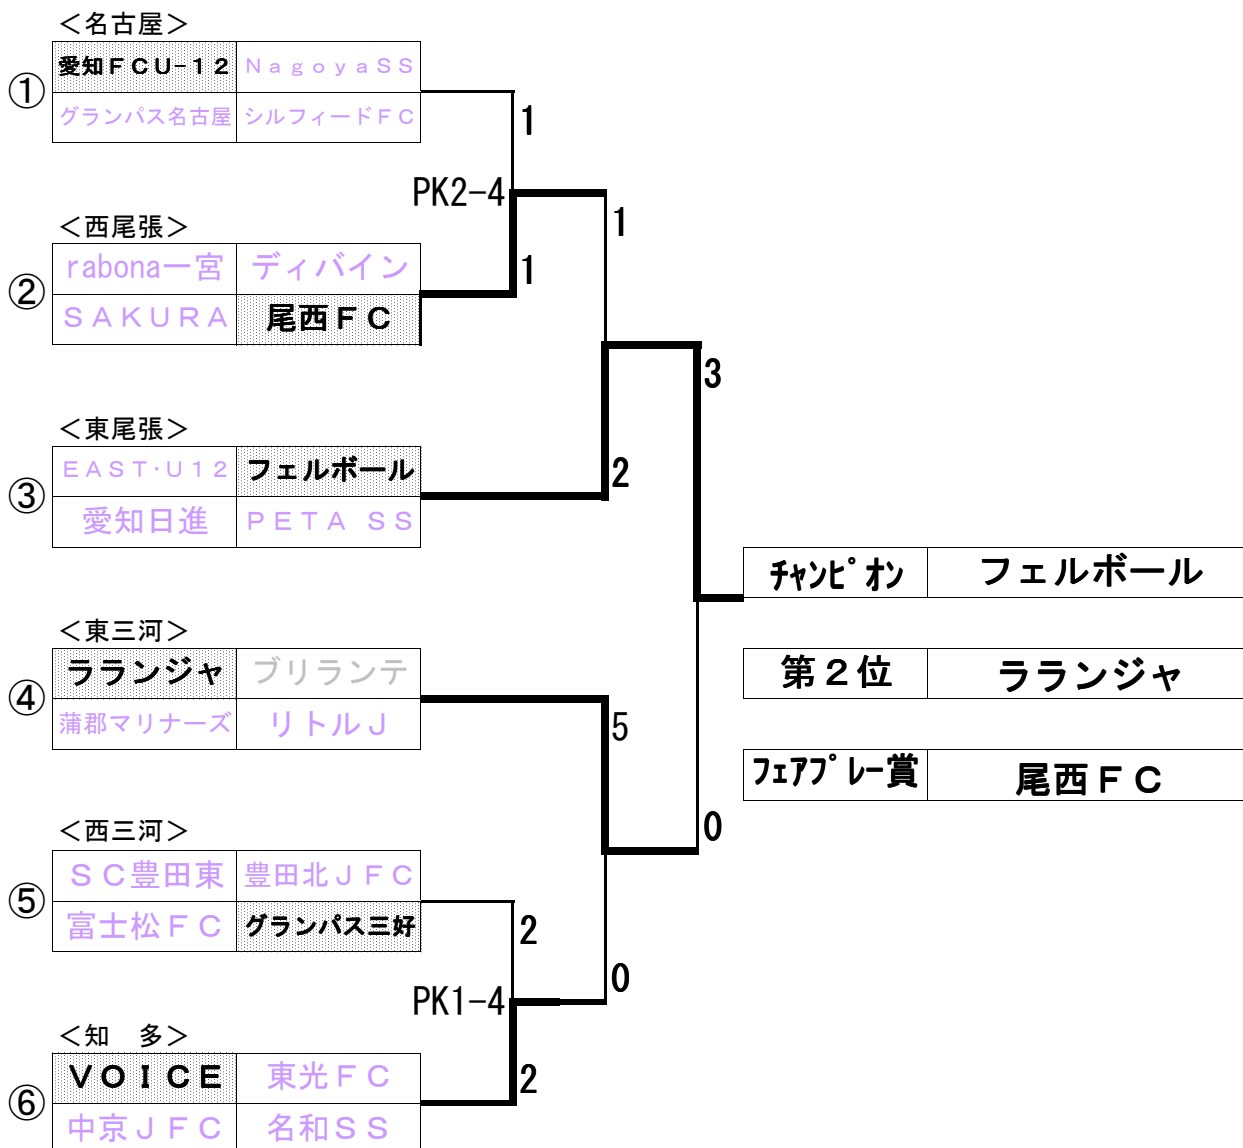 ＜名古屋＞
① 愛知ＦＣＵ-１２ ＮａｇｏｙａＳＳ
グランパス名古屋 シルフィードＦＣ
1
PK2-4
1
＜西尾張＞
② rabona一宮 ディバイン
1
ＳＡＫＵＲＡ 尾西ＦＣ
3
＜東尾張＞
③ ＥＡＳＴ・Ｕ１２ フェルボール
2
愛知日進 ＰＥＴＡ ＳＳ
チャンピオン フェルボール
＜東三河＞
④ ラランジャ ブリランテ
第２位 ラランジャ
蒲郡マリナーズ リトルＪ
5
フェアプレー賞 尾西ＦＣ
0
＜西三河＞
⑤ ＳＣ豊田東 豊田北ＪＦＣ
富士松ＦＣ グランパス三好
2
0
PK1-4
＜知　多＞
⑥ ＶＯＩＣＥ 東光ＦＣ
2
中京ＪＦＣ 名和ＳＳ